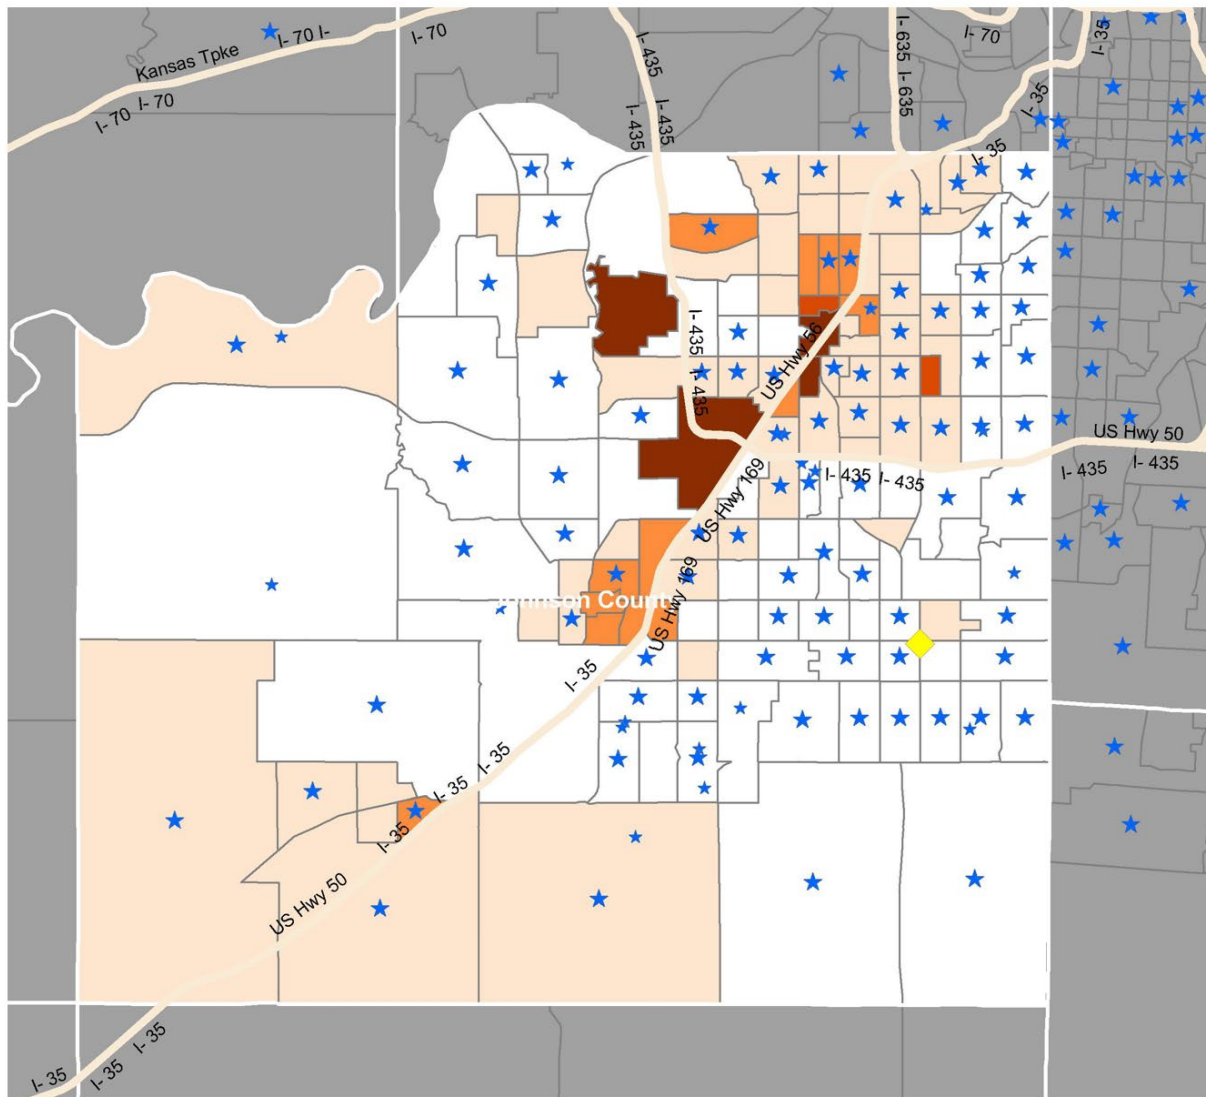 Kansas Tpke
I- 70 I-
I- 70
I- 70
I- 70
I- 435
I- 435
I- 435
I- 635
I- 635
I- 70
I-35
I-35
I-35
I- 435
I- 435
US Hwy 56
US Hwy 50
I- 435
I- 435
I- 435
I- 435
US Hwy 169
US Hwy 169
Johnson County
I- 35
I- 35
I- 35
I-35
US Hwy 50
I- 35
I- 35
I- 35